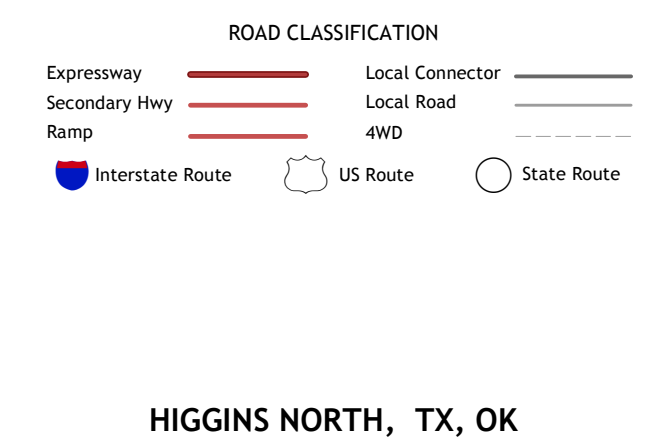 ROAD CLASSIFICATION
Expressway
Secondary Hwy
Ramp
Local Connector
Local Road
4WD
Interstate Route
US Route
State Route
HIGGINS NORTH, TX, OK